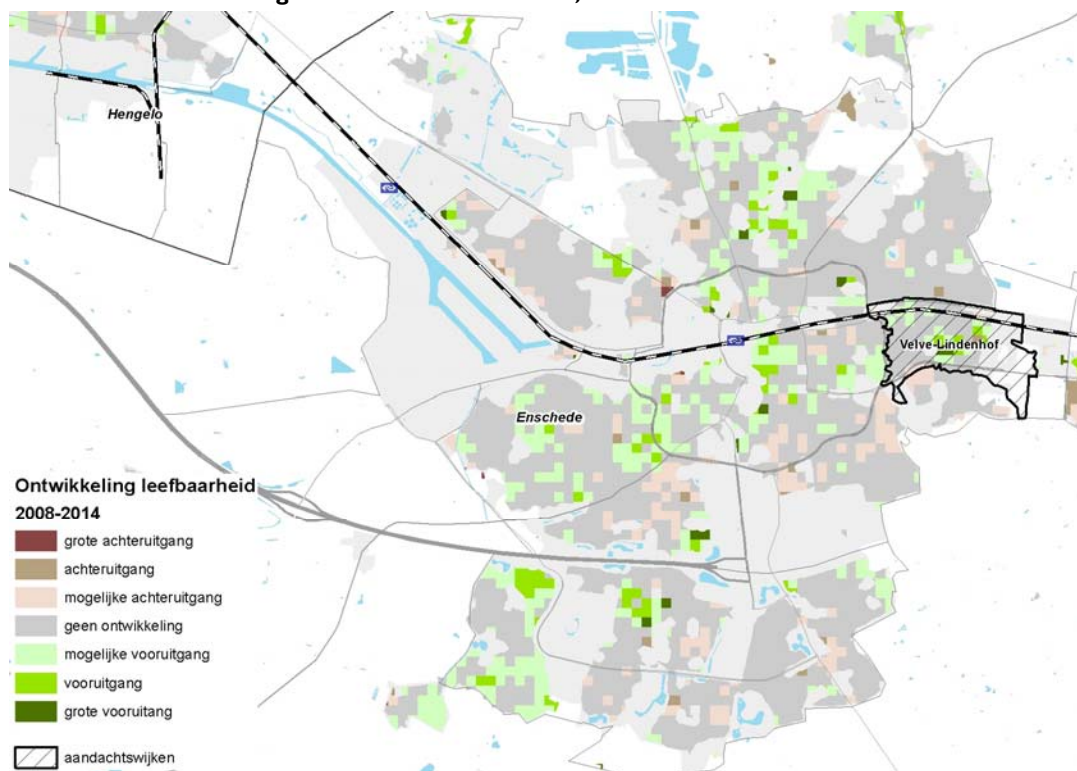 Hengelo
Velve-Lindenhof
Enschede
Ontwikkeling leefbaarheid
2008-2014
grote achteruitgang
achteruitgang
mogelijke achteruitgang
geen ontwikkeling
mogelijke vooruitgang
vooruitgang
grote vooruitang
aandachtswijken